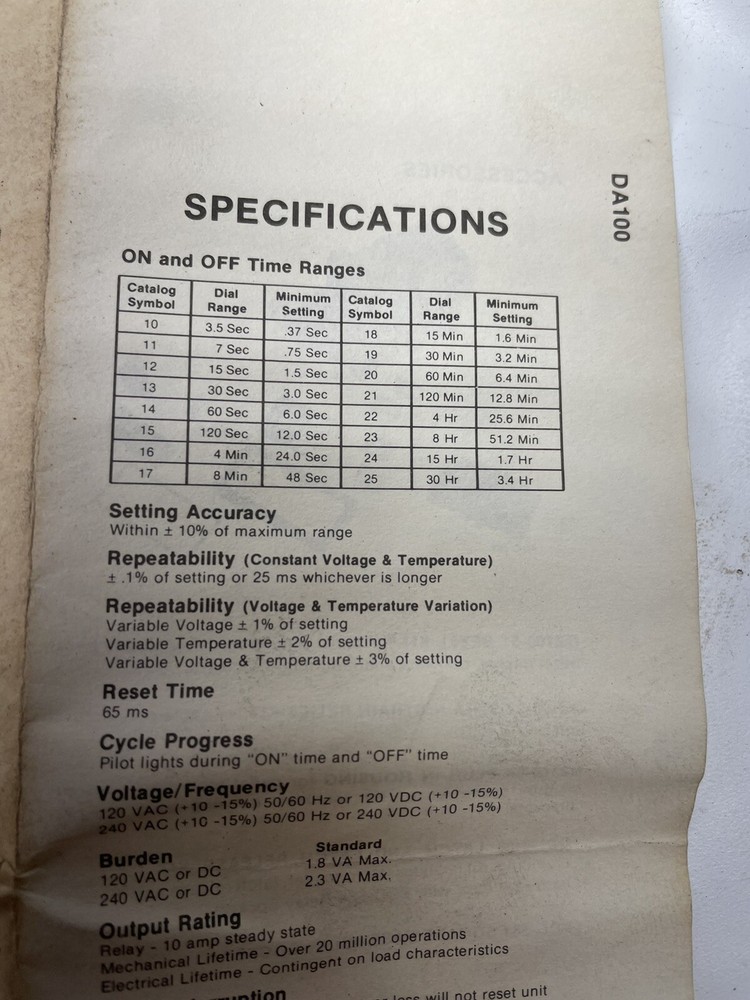 DA100
SPECIFICATIONS
ON and OFF Time Ranges
Catalog Symbol Dial Range Minimum Setting Catalog Symbol Dial Range Minimum Setting
10 3.5 Sec .37 Sec 18 15 Min 1.6 Min
11 7 Sec .75 Sec 19 30 Min 3.2 Min
12 15 Sec 1.5 Sec 20 60 Min 6.4 Min
13 30 Sec 3.0 Sec 21 120 Min 12.8 Min
14 60 Sec 6.0 Sec 22 4 Hr 25.6 Min
15 120 Sec 12.0 Sec 23 8 Hr 51.2 Min
16 4 Min 24.0 Sec 24 15 Hr 1.7 Hr
17 8 Min 48 Sec 25 30 Hr 3.4 Hr
Setting Accuracy
Within ± 10% of maximum range
Repeatability (Constant Voltage & Temperature)
± .1% of setting or 25 ms whichever is longer
Repeatability (Voltage & Temperature Variation)
Variable Voltage ± 1% of setting
Variable Temperature ± 2% of setting
Variable Voltage & Temperature ± 3% of setting
Reset Time
65 ms
Cycle Progress
Pilot lights during "ON" time and "OFF" time
Voltage/Frequency
120 VAC (+10 -15%) 50/60 Hz or 120 VDC (+10 -15%)
240 VAC (+10 -15%) 50/60 Hz or 240 VDC (+10 -15%)
Burden Standard
120 VAC or DC 1.8 VA Max.
240 VAC or DC 2.3 VA Max.
Output Rating
Relay - 10 amp steady state
Mechanical Lifetime - Over 20 million operations
Electrical Lifetime - Contingent on load characteristics
will not reset unit